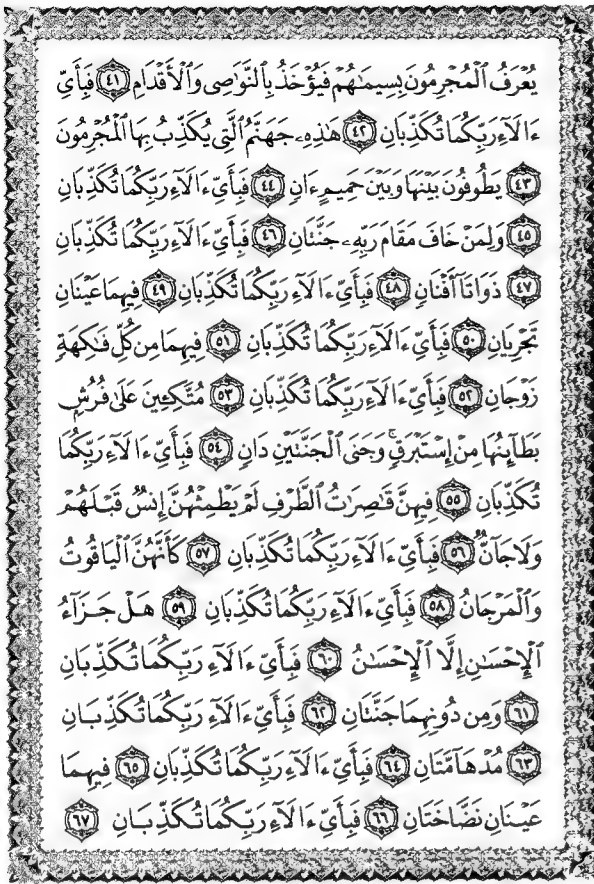 يُعْرَفُ ٱلْمُجْرِمُونَ بِسِيمَٰهُمْ فَيُؤْخَذُ بِٱلنَّوَٰصِى وَٱلْأَقْدَامِ ٤١ فَبِأَىِّ
ءَالَآءِ رَبِّكُمَا تُكَذِّبَانِ ٤٢ هَٰذِهِۦ جَهَنَّمُ ٱلَّتِى يُكَذِّبُ بِهَا ٱلْمُجْرِمُونَ
٤٣ يَطُوفُونَ بَيْنَهَا وَبَيْنَ حَمِيمٍ ءَانٍ ٤٤ فَبِأَىِّ ءَالَآءِ رَبِّكُمَا تُكَذِّبَانِ
٤٥ وَلِمَنْ خَافَ مَقَامَ رَبِّهِۦ جَنَّتَانِ ٤٦ فَبِأَىِّ ءَالَآءِ رَبِّكُمَا تُكَذِّبَانِ
٤٧ ذَوَاتَآ أَفْنَانٍ ٤٨ فَبِأَىِّ ءَالَآءِ رَبِّكُمَا تُكَذِّبَانِ ٤٩ فِيهِمَا عَيْنَانِ
تَجْرِيَانِ ٥٠ فَبِأَىِّ ءَالَآءِ رَبِّكُمَا تُكَذِّبَانِ ٥١ فِيهِمَا مِن كُلِّ فَٰكِهَةٍ
زَوْجَانِ ٥٢ فَبِأَىِّ ءَالَآءِ رَبِّكُمَا تُكَذِّبَانِ ٥٣ مُتَّكِـِٔينَ عَلَىٰ فُرُشٍۭ
بَطَآئِنُهَا مِنْ إِسْتَبْرَقٍ ۚ وَجَنَى ٱلْجَنَّتَيْنِ دَانٍ ٥٤ فَبِأَىِّ ءَالَآءِ رَبِّكُمَا
تُكَذِّبَانِ ٥٥ فِيهِنَّ قَٰصِرَٰتُ ٱلطَّرْفِ لَمْ يَطْمِثْهُنَّ إِنسٌ قَبْلَهُمْ
وَلَا جَآنٌّ ٥٦ فَبِأَىِّ ءَالَآءِ رَبِّكُمَا تُكَذِّبَانِ ٥٧ كَأَنَّهُنَّ ٱلْيَاقُوتُ
وَٱلْمَرْجَانُ ٥٨ فَبِأَىِّ ءَالَآءِ رَبِّكُمَا تُكَذِّبَانِ ٥٩ هَلْ جَزَآءُ
ٱلْإِحْسَٰنِ إِلَّا ٱلْإِحْسَٰنُ ٦٠ فَبِأَىِّ ءَالَآءِ رَبِّكُمَا تُكَذِّبَانِ
٦١ وَمِن دُونِهِمَا جَنَّتَانِ ٦٢ فَبِأَىِّ ءَالَآءِ رَبِّكُمَا تُكَذِّبَانِ
٦٣ مُدْهَآمَّتَانِ ٦٤ فَبِأَىِّ ءَالَآءِ رَبِّكُمَا تُكَذِّبَانِ ٦٥ فِيهِمَا
عَيْنَانِ نَضَّاخَتَانِ ٦٦ فَبِأَىِّ ءَالَآءِ رَبِّكُمَا تُكَذِّبَانِ ٦٧